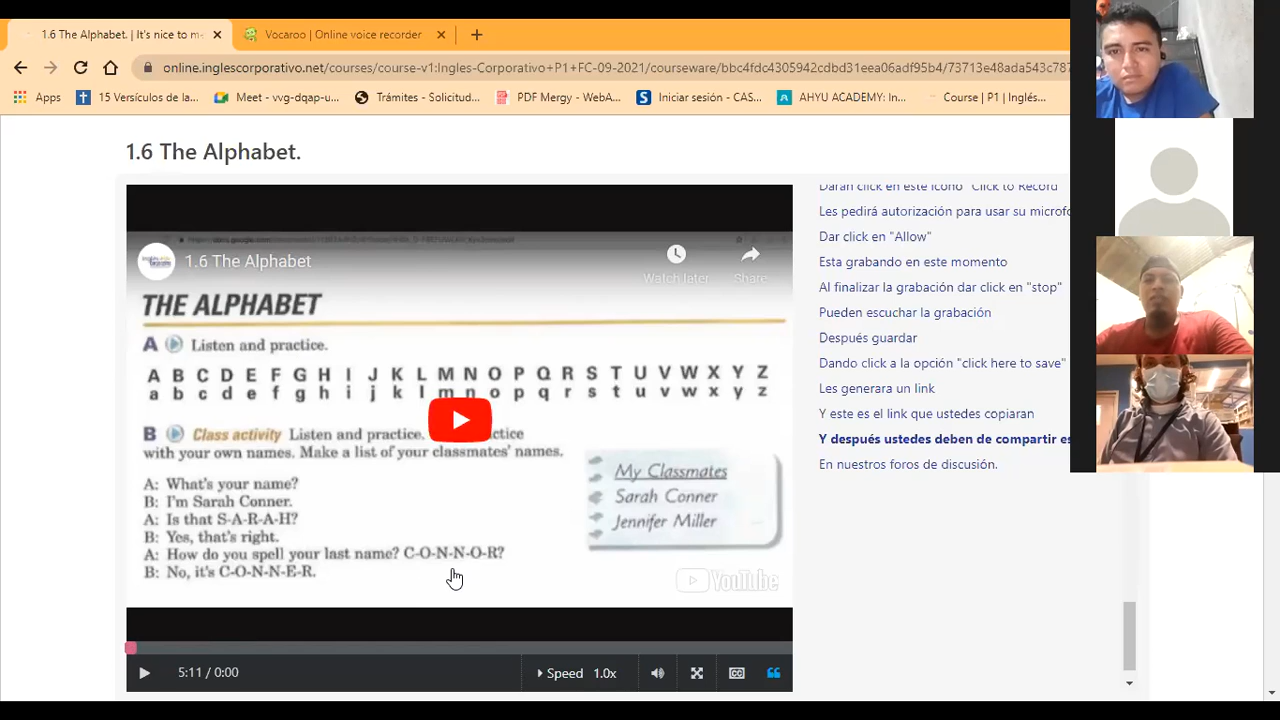 1.6 The Alphabet. | It's nice to m
Vocaroo | Online voice recorder
online.inglescorporativo.net/courses/course-v1:Ingles-Corporativo+P1+FC-09-2021/courseware/bbc4fdc4305942cdbd31eea06adf95b4/73713e48ada543c787
Apps
15 Versículos de la...
Meet - vvg-dqap-u...
Trámites - Solicitud...
PDF Mergy - WebA...
Iniciar sesión - CAS...
AHYU ACADEMY: In...
Course | P1 | Inglés...
1.6 The Alphabet.
1.6 The Alphabet
Watch later
Share
THE ALPHABET
A Listen and practice.
A B C D E F G H I J K L M N O P Q R S T U V W X Y Z
a b c d e f g h i j k l m n o p q r s t u v w x y z
B Class activity Listen and practice.
with your own names. Make a list of your classmates' names.
A: What's your name?
B: I'm Sarah Conner.
A: Is that S-A-R-A-H?
B: Yes, that's right.
A: How do you spell your last name? C-O-N-N-O-R?
B: No, it's C-O-N-N-E-R.
My Classmates
Sarah Conner
Jennifer Miller
YouTube
5:11 / 0:00
Speed 1.0x
CC
Darán click en este icono "Click to Record"
Les pedirá autorización para usar su microfo
Dar click en "Allow"
Esta grabando en este momento
Al finalizar la grabación dar click en "stop"
Pueden escuchar la grabación
Después guardar
Dando click a la opción "click here to save"
Les generara un link
Y este es el link que ustedes copiaran
Y después ustedes deben de compartir es
En nuestros foros de discusión.